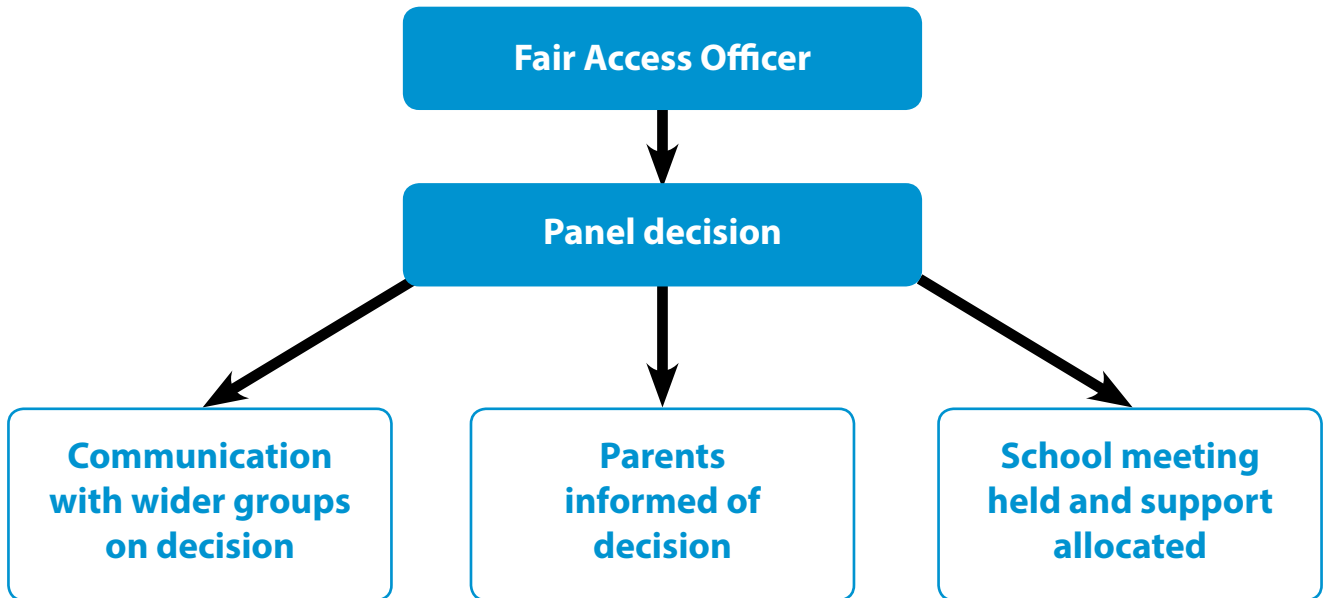 Fair Access Officer
Panel decision
Communication
with wider groups
on decision
Parents
informed of
decision
School meeting
held and support
allocated